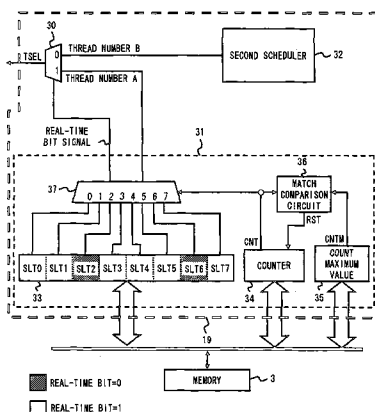 30
TSEL
0
1
THREAD NUMBER B
THREAD NUMBER A
SECOND SCHEDULER
32
REAL-TIME BIT SIGNAL
31
37
0 1 2 3 4 5 6 7
36
MATCH COMPARISON CIRCUIT
RST
CNT
CNTM
SLT0 SLT1 SLT2 SLT3 SLT4 SLT5 SLT6 SLT7
COUNTER
COUNT MAXIMUM VALUE
33
34
35
19
REAL-TIME BIT=0
REAL-TIME BIT=1
MEMORY
3